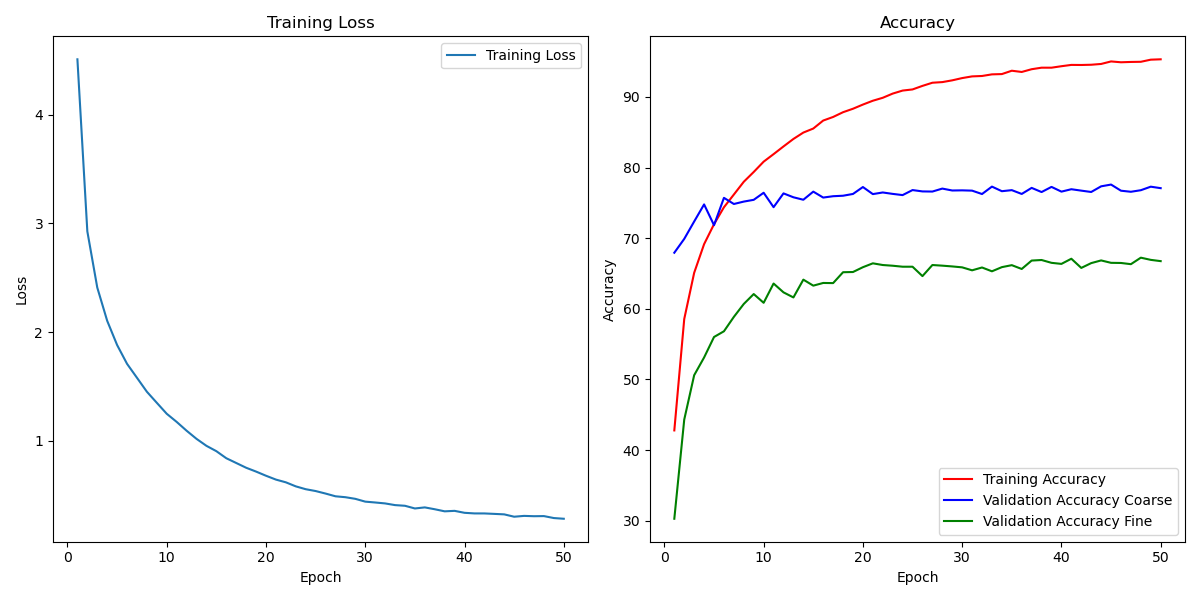 Training Loss
Training Loss
4
3
2
1
0
10
20
30
40
50
Loss
Epoch
Accuracy
90
80
70
60
50
40
30
0
10
20
30
40
50
Accuracy
Epoch
Training Accuracy
Validation Accuracy Coarse
Validation Accuracy Fine